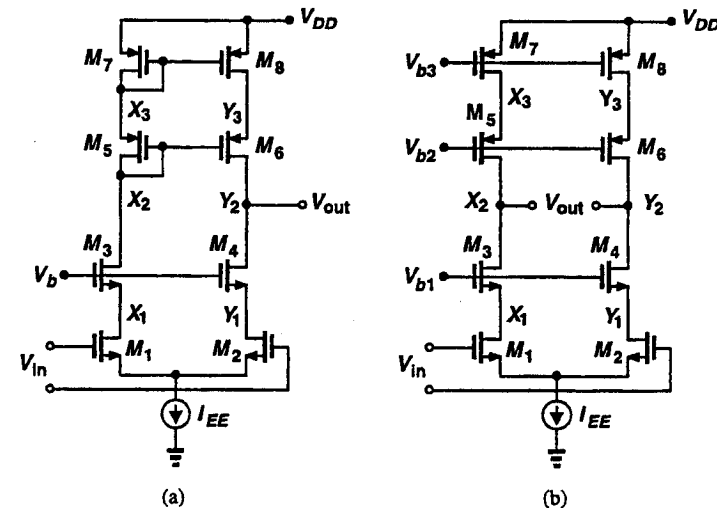 V_DD
M_7
M_8
X_3
Y_3
M_5
M_6
X_2
Y_2
V_out
M_3
M_4
V_b
X_1
Y_1
M_1
M_2
V_in
I_EE
(a)
V_DD
M_7
V_b3
M_8
X_3
Y_3
M_5
V_b2
M_6
X_2
V_out
Y_2
M_3
M_4
V_b1
X_1
Y_1
M_1
M_2
V_in
I_EE
(b)